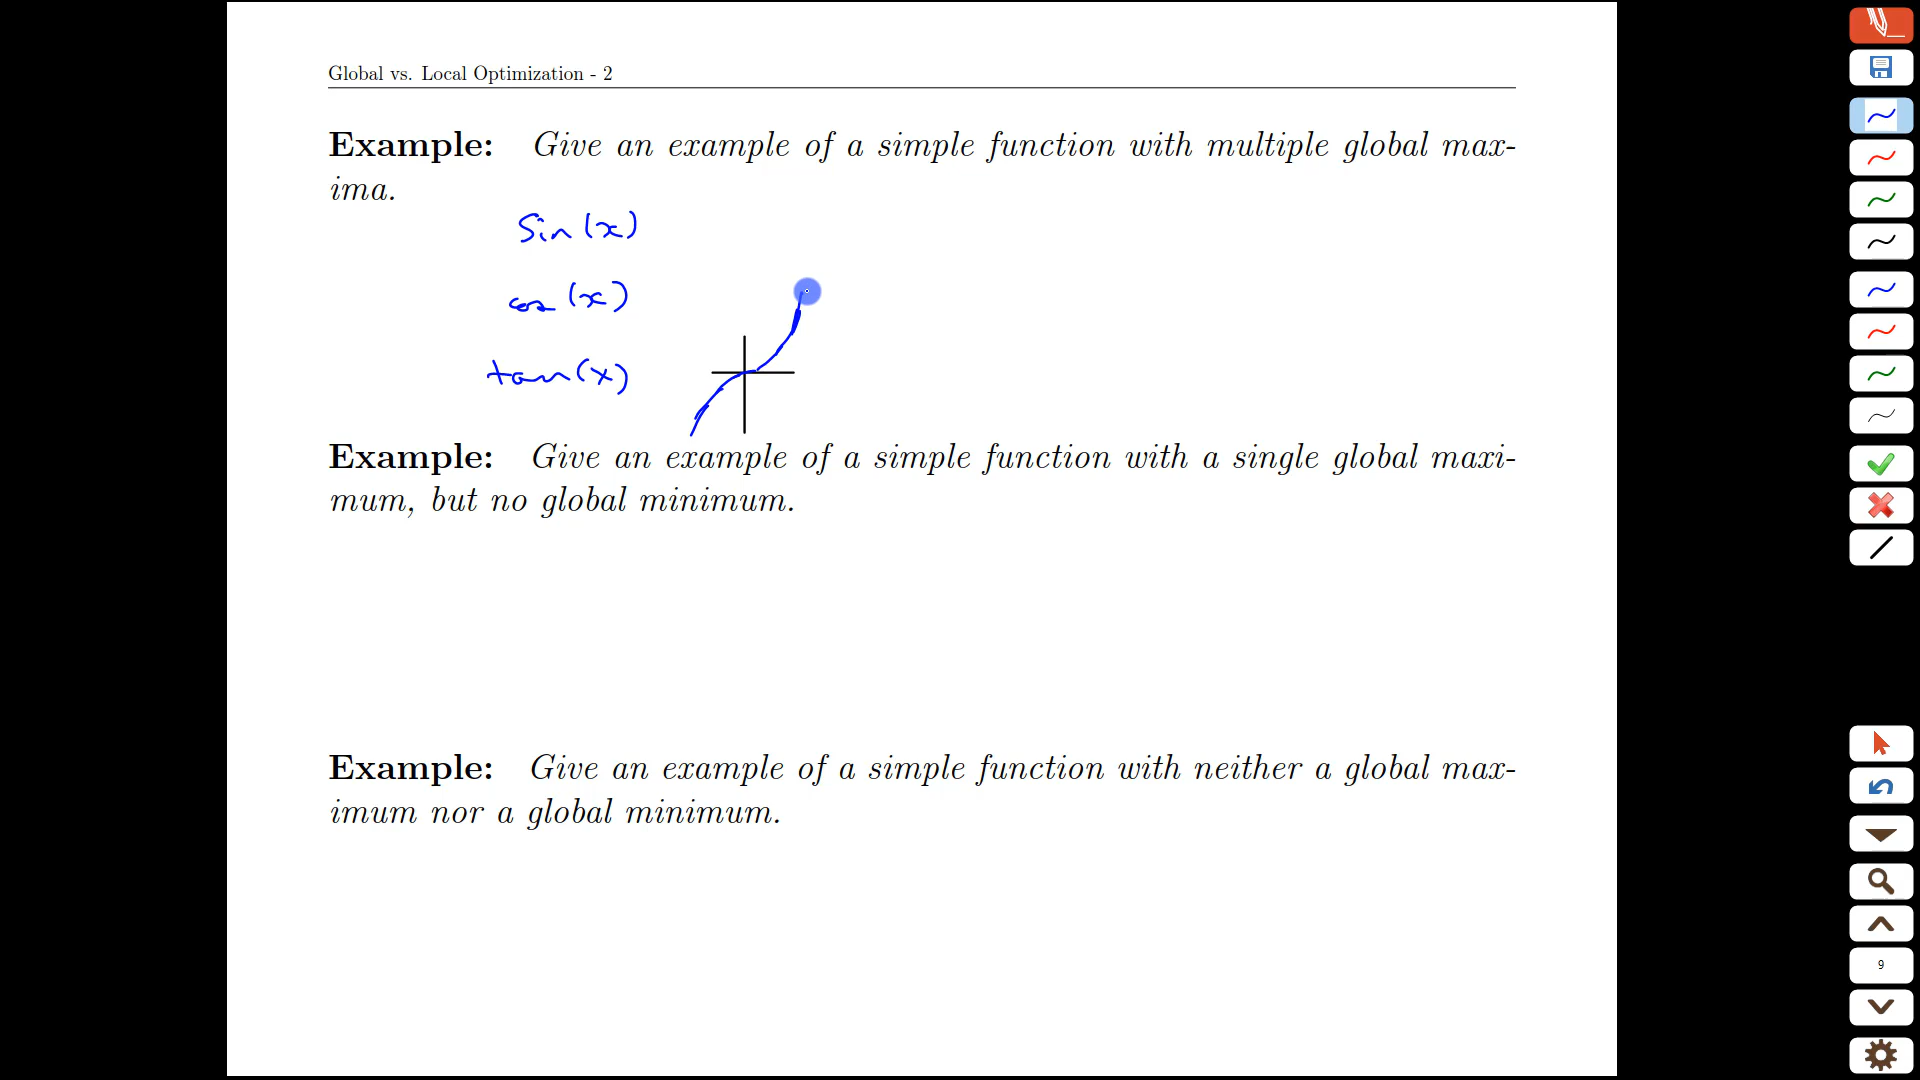 Global vs. Local Optimization - 2
Example: Give an example of a simple function with multiple global max-
ima.
sin(x)
cos(x)
tan(x)
Example: Give an example of a simple function with a single global maxi-
mum, but no global minimum.
Example: Give an example of a simple function with neither a global max-
imum nor a global minimum.
9